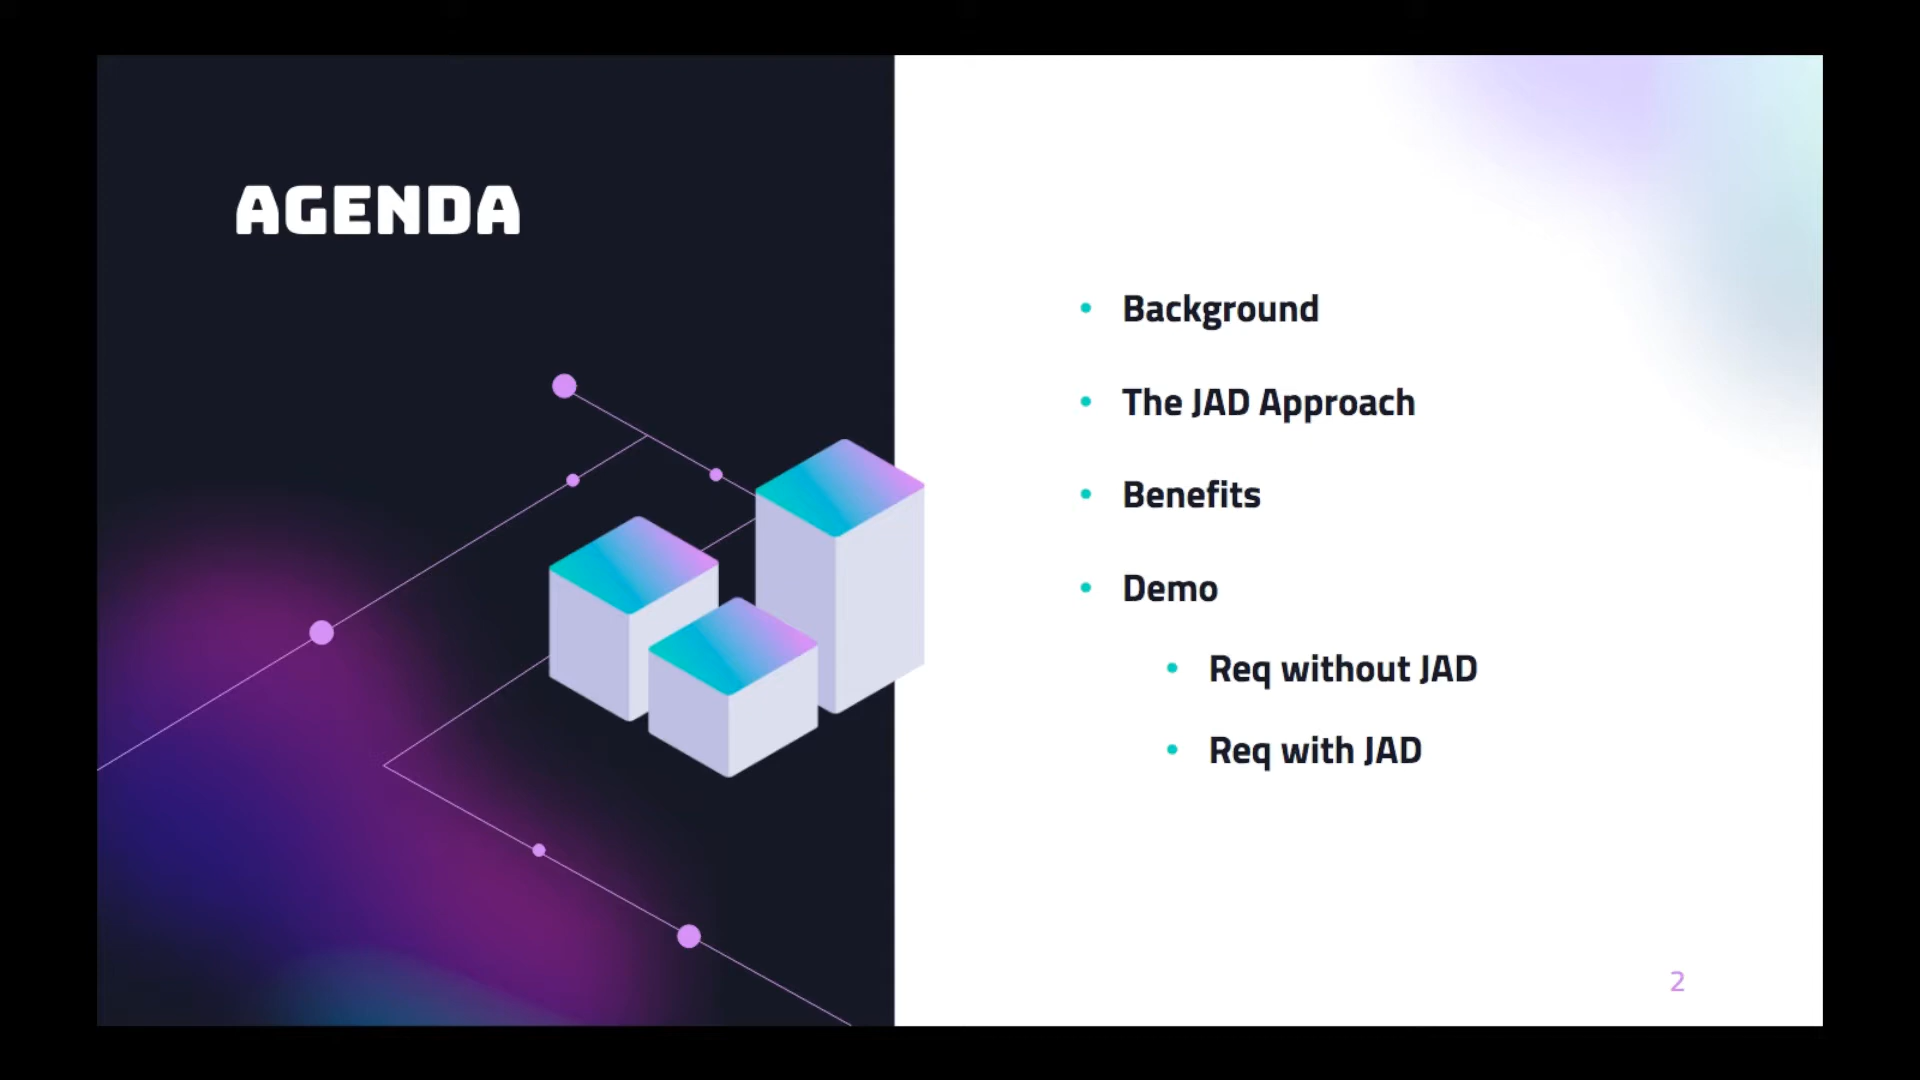 AGENDA
Background
The JAD Approach
Benefits
Demo
Req without JAD
Req with JAD
2